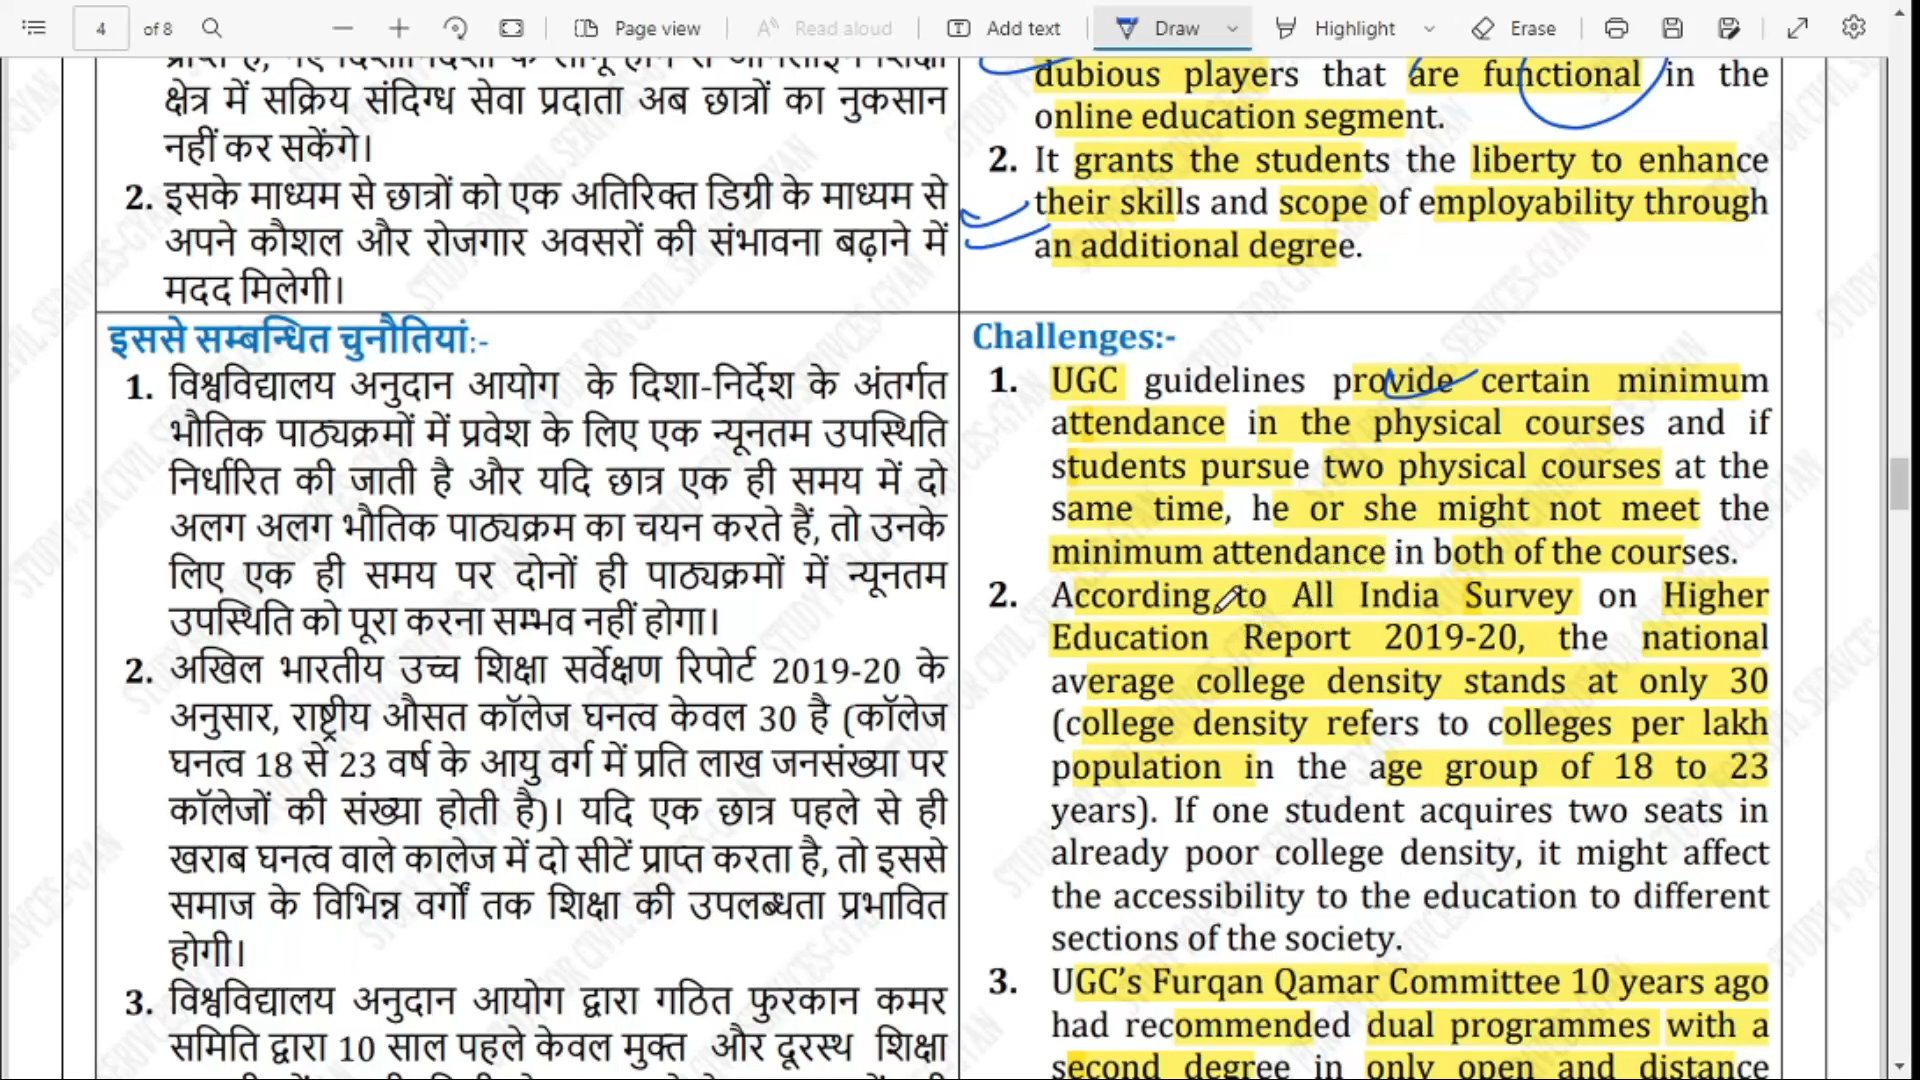 4 of 8
Page view
Read aloud
Add text
Draw
Highlight
Erase
क्षेत्र में सक्रिय संदिग्ध सेवा प्रदाता अब छात्रों का नुकसान
नहीं कर सकेंगे।
2. इसके माध्यम से छात्रों को एक अतिरिक्त डिग्री के माध्यम से
अपने कौशल और रोजगार अवसरों की संभावना बढ़ाने में
मदद मिलेगी।
dubious players that are functional in the
online education segment.
2. It grants the students the liberty to enhance
their skills and scope of employability through
an additional degree.
इससे सम्बन्धित चुनौतियां:-
1. विश्वविद्यालय अनुदान आयोग के दिशा-निर्देश के अंतर्गत
भौतिक पाठ्यक्रमों में प्रवेश के लिए एक न्यूनतम उपस्थिति
निर्धारित की जाती है और यदि छात्र एक ही समय में दो
अलग अलग भौतिक पाठ्यक्रम का चयन करते हैं, तो उनके
लिए एक ही समय पर दोनों ही पाठ्यक्रमों में न्यूनतम
उपस्थिति को पूरा करना सम्भव नहीं होगा।
2. अखिल भारतीय उच्च शिक्षा सर्वेक्षण रिपोर्ट 2019-20 के
अनुसार, राष्ट्रीय औसत कॉलेज घनत्व केवल 30 है (कॉलेज
घनत्व 18 से 23 वर्ष के आयु वर्ग में प्रति लाख जनसंख्या पर
कॉलेजों की संख्या होती है)। यदि एक छात्र पहले से ही
खराब घनत्व वाले कालेज में दो सीटें प्राप्त करता है, तो इससे
समाज के विभिन्न वर्गों तक शिक्षा की उपलब्धता प्रभावित
होगी।
3. विश्वविद्यालय अनुदान आयोग द्वारा गठित फुरकान कमर
समिति द्वारा 10 साल पहले केवल मुक्त और दूरस्थ शिक्षा
Challenges:-
1. UGC guidelines provide certain minimum
attendance in the physical courses and if
students pursue two physical courses at the
same time, he or she might not meet the
minimum attendance in both of the courses.
2. According to All India Survey on Higher
Education Report 2019-20, the national
average college density stands at only 30
(college density refers to colleges per lakh
population in the age group of 18 to 23
years). If one student acquires two seats in
already poor college density, it might affect
the accessibility to the education to different
sections of the society.
3. UGC’s Furqan Qamar Committee 10 years ago
had recommended dual programmes with a
second degree in only open and distance